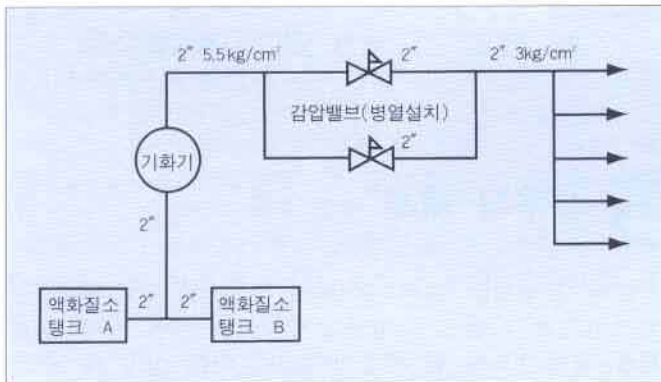 2" 5.5kg/cm²
2"
2" 3kg/cm²
감압밸브(병열설치)
2"
기화기
2"
액화질소
탱크 A
2"
2"
액화질소
탱크 B